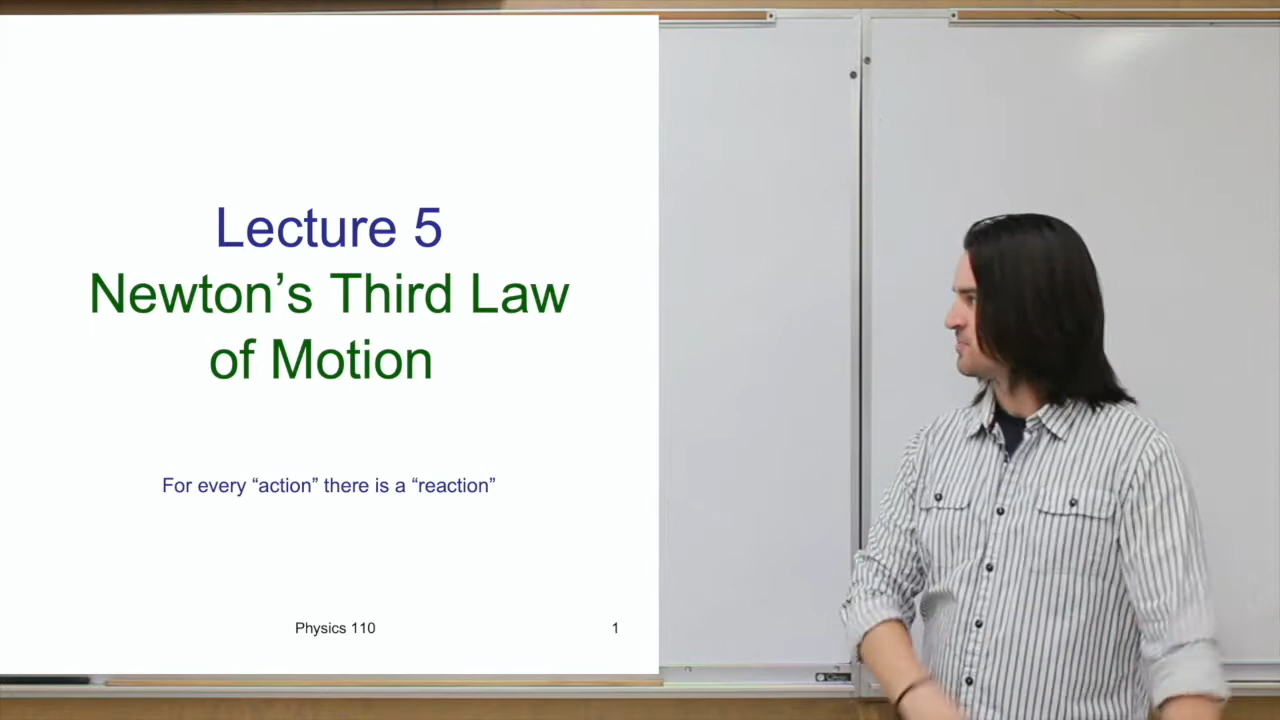 Lecture 5
Newton’s Third Law
of Motion
For every “action” there is a “reaction”
Physics 110
1